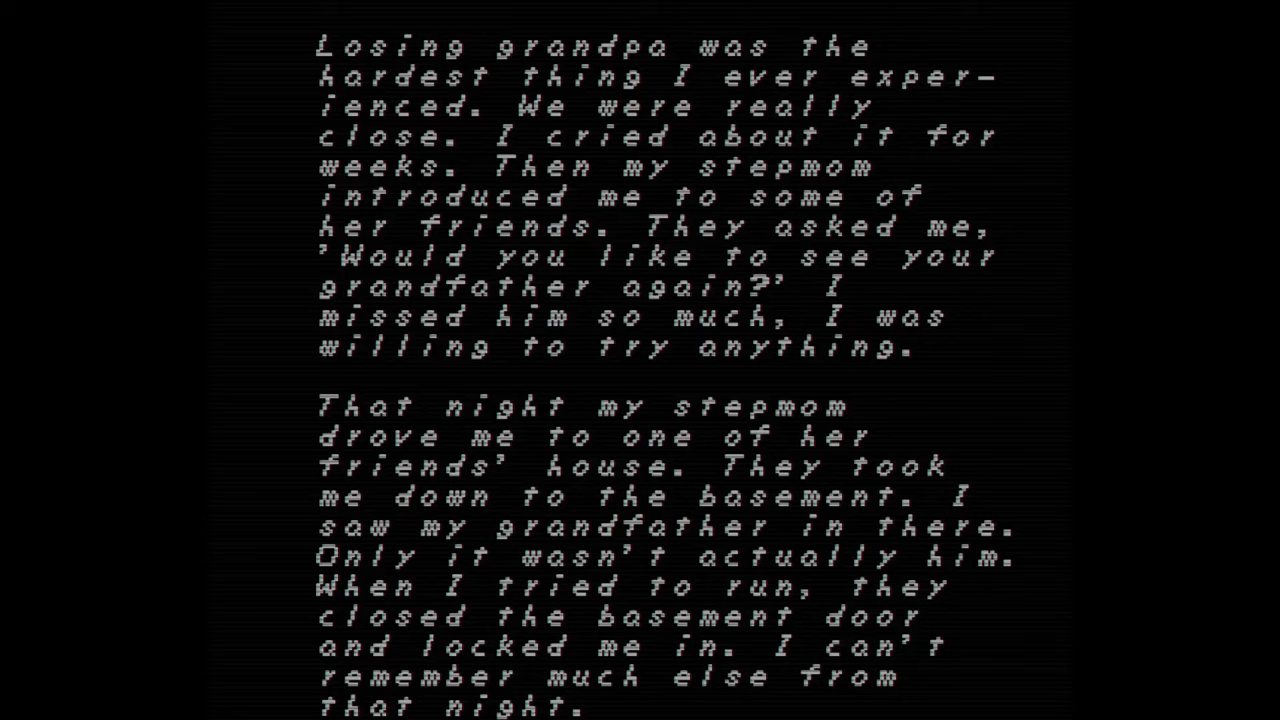 Losing grandpa was the
hardest thing I ever exper-
ienced. We were really
close. I cried about it for
weeks. Then my stepmom
introduced me to some of
her friends. They asked me,
'Would you like to see your
grandfather again?' I
missed him so much, I was
willing to try anything.
That night my stepmom
drove me to one of her
friends' house. They took
me down to the basement. I
saw my grandfather in there.
Only it wasn't actually him.
When I tried to run, they
closed the basement door
and locked me in. I can't
remember much else from
that night.